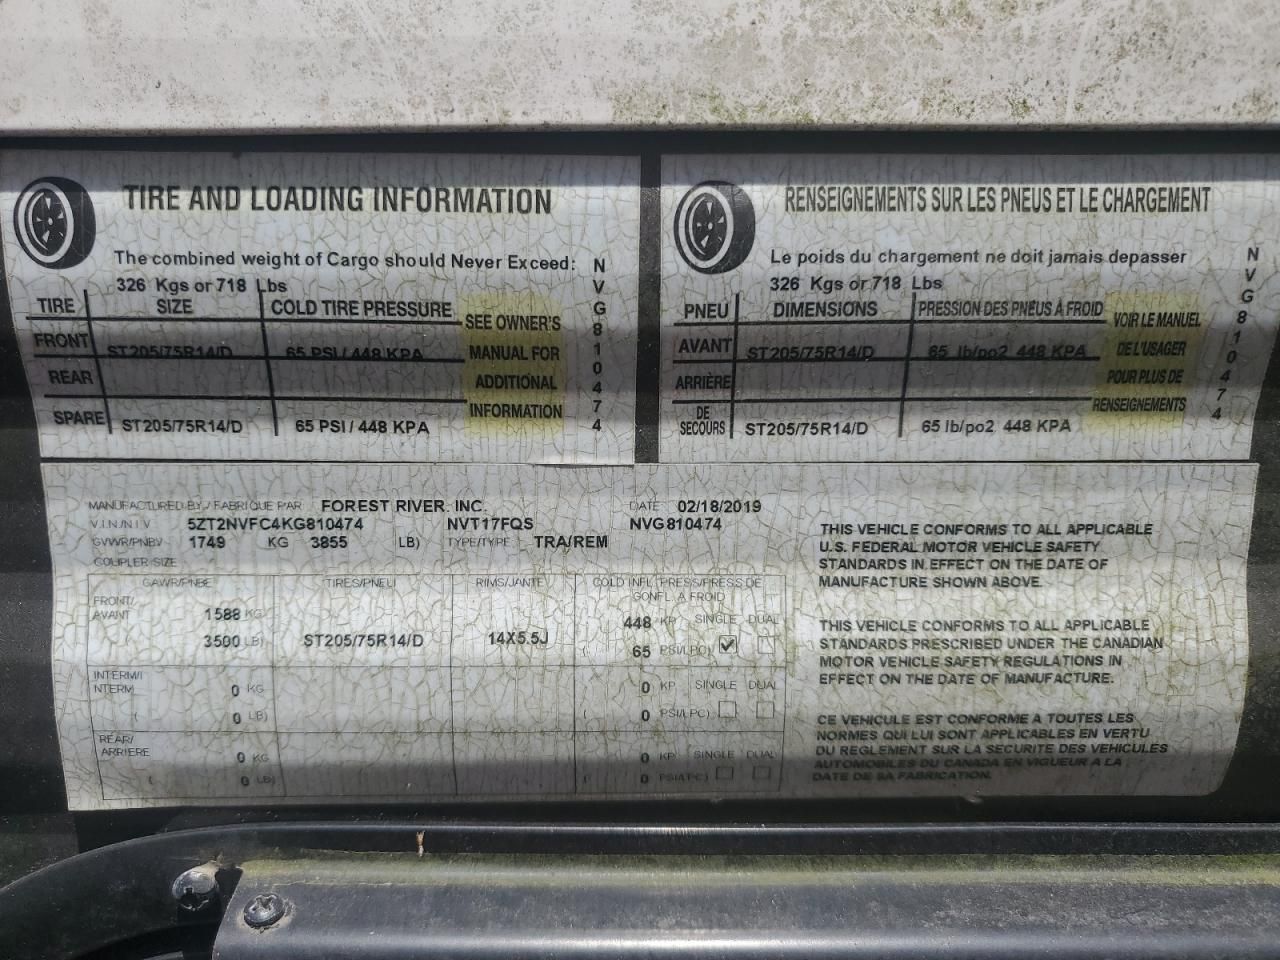 TIRE AND LOADING INFORMATION
The combined weight of Cargo should Never Exceed:
326 Kgs or 718 Lbs
TIRE SIZE COLD TIRE PRESSURE
FRONT ST205/75R14/D 65 PSI / 448 KPA
REAR
SPARE ST205/75R14/D 65 PSI / 448 KPA
SEE OWNER'S
MANUAL FOR
ADDITIONAL
INFORMATION
NVG810474
RENSEIGNEMENTS SUR LES PNEUS ET LE CHARGEMENT
Le poids du chargement ne doit jamais depasser
326 Kgs or 718 Lbs
PNEU DIMENSIONS PRESSION DES PNEUS À FROID
AVANT ST205/75R14/D 65 lb/po2 448 KPA
ARRIÈRE
DE SECOURS ST205/75R14/D 65 lb/po2 448 KPA
VOIR LE MANUEL
DE L'USAGER
POUR PLUS DE
RENSEIGNEMENTS
NVG810474
MANUFACTURED BY / FABRIQUE PAR FOREST RIVER, INC. DATE 02/18/2019
V.I.N./N.I.V. 5ZT2NVFC4KG810474 NVT17FQS NVG810474
GVWR/PNBV 1749 KG 3855 LB) TYPE/TYPE TRA/REM
COUPLER SIZE
GAWR/PNBE TIRES/PNEU RIMS/JANTE COLD INFL. PRESS/PRESS DE
GONFL. A FROID
FRONT/
AVANT 1588 KG 448 KP SINGLE DUAL
( 3500 LB) ST205/75R14/D 14X5.5J ( 65 PSI/LPC) ✓
INTERM/I
NTERM 0 KG 0 KP SINGLE DUAL
( 0 LB) ( 0 PSI/LPC)
REAR/
ARRIERE 0 KG 0 KP SINGLE DUAL
( 0 LB) ( 0 PSI/LPC)
THIS VEHICLE CONFORMS TO ALL APPLICABLE
U.S. FEDERAL MOTOR VEHICLE SAFETY
STANDARDS IN EFFECT ON THE DATE OF
MANUFACTURE SHOWN ABOVE.
THIS VEHICLE CONFORMS TO ALL APPLICABLE
STANDARDS PRESCRIBED UNDER THE CANADIAN
MOTOR VEHICLE SAFETY REGULATIONS IN
EFFECT ON THE DATE OF MANUFACTURE.
CE VEHICULE EST CONFORME A TOUTES LES
NORMES QUI LUI SONT APPLICABLES EN VERTU
DU REGLEMENT SUR LA SECURITE DES VEHICULES
AUTOMOBILES DU CANADA EN VIGUEUR A LA
DATE DE SA FABRICATION.